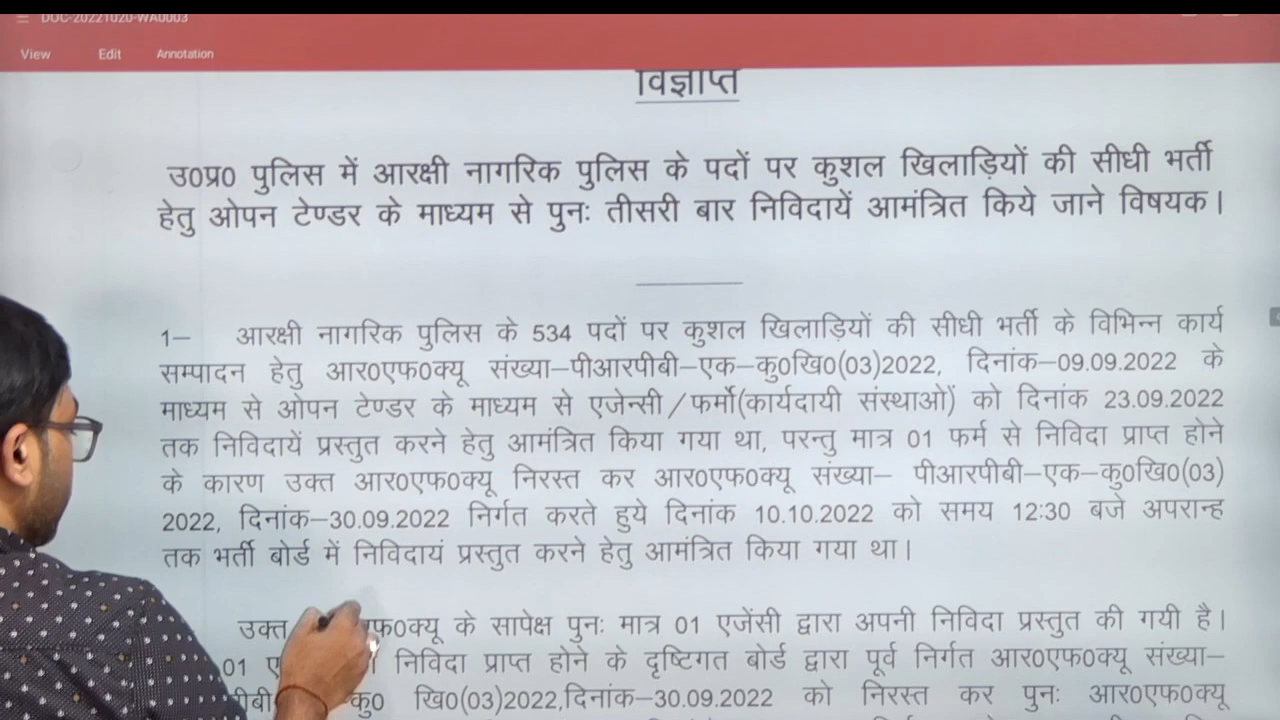 DOC-20221020-WA0003
View Edit Annotation
विज्ञाप्त
उ0प्र0 पुलिस में आरक्षी नागरिक पुलिस के पदों पर कुशल खिलाड़ियों की सीधी भर्ती
हेतु ओपन टेण्डर के माध्यम से पुनः तीसरी बार निविदायें आमंत्रित किये जाने विषयक।
1— आरक्षी नागरिक पुलिस के 534 पदों पर कुशल खिलाड़ियों की सीधी भर्ती के विभिन्न कार्य
सम्पादन हेतु आर0एफ0क्यू संख्या—पीआरपीबी—एक—कु0खि0(03)2022, दिनांक—09.09.2022 के
माध्यम से ओपन टेण्डर के माध्यम से एजेन्सी/फर्मो(कार्यदायी संस्थाओं) को दिनांक 23.09.2022
तक निविदायें प्रस्तुत करने हेतु आमंत्रित किया गया था, परन्तु मात्र 01 फर्म से निविदा प्राप्त होने
के कारण उक्त आर0एफ0क्यू निरस्त कर आर0एफ0क्यू संख्या— पीआरपीबी—एक—कु0खि0(03)
2022, दिनांक—30.09.2022 निर्गत करते हुये दिनांक 10.10.2022 को समय 12:30 बजे अपरान्ह
तक भर्ती बोर्ड में निविदायं प्रस्तुत करने हेतु आमंत्रित किया गया था।
उक्त फ0क्यू के सापेक्ष पुनः मात्र 01 एजेंसी द्वारा अपनी निविदा प्रस्तुत की गयी है।
01 ए निविदा प्राप्त होने के दृष्टिगत बोर्ड द्वारा पूर्व निर्गत आर0एफ0क्यू संख्या—
पीबी कु0 खि0(03)2022,दिनांक—30.09.2022 को निरस्त कर पुनः आर0एफ0क्यू